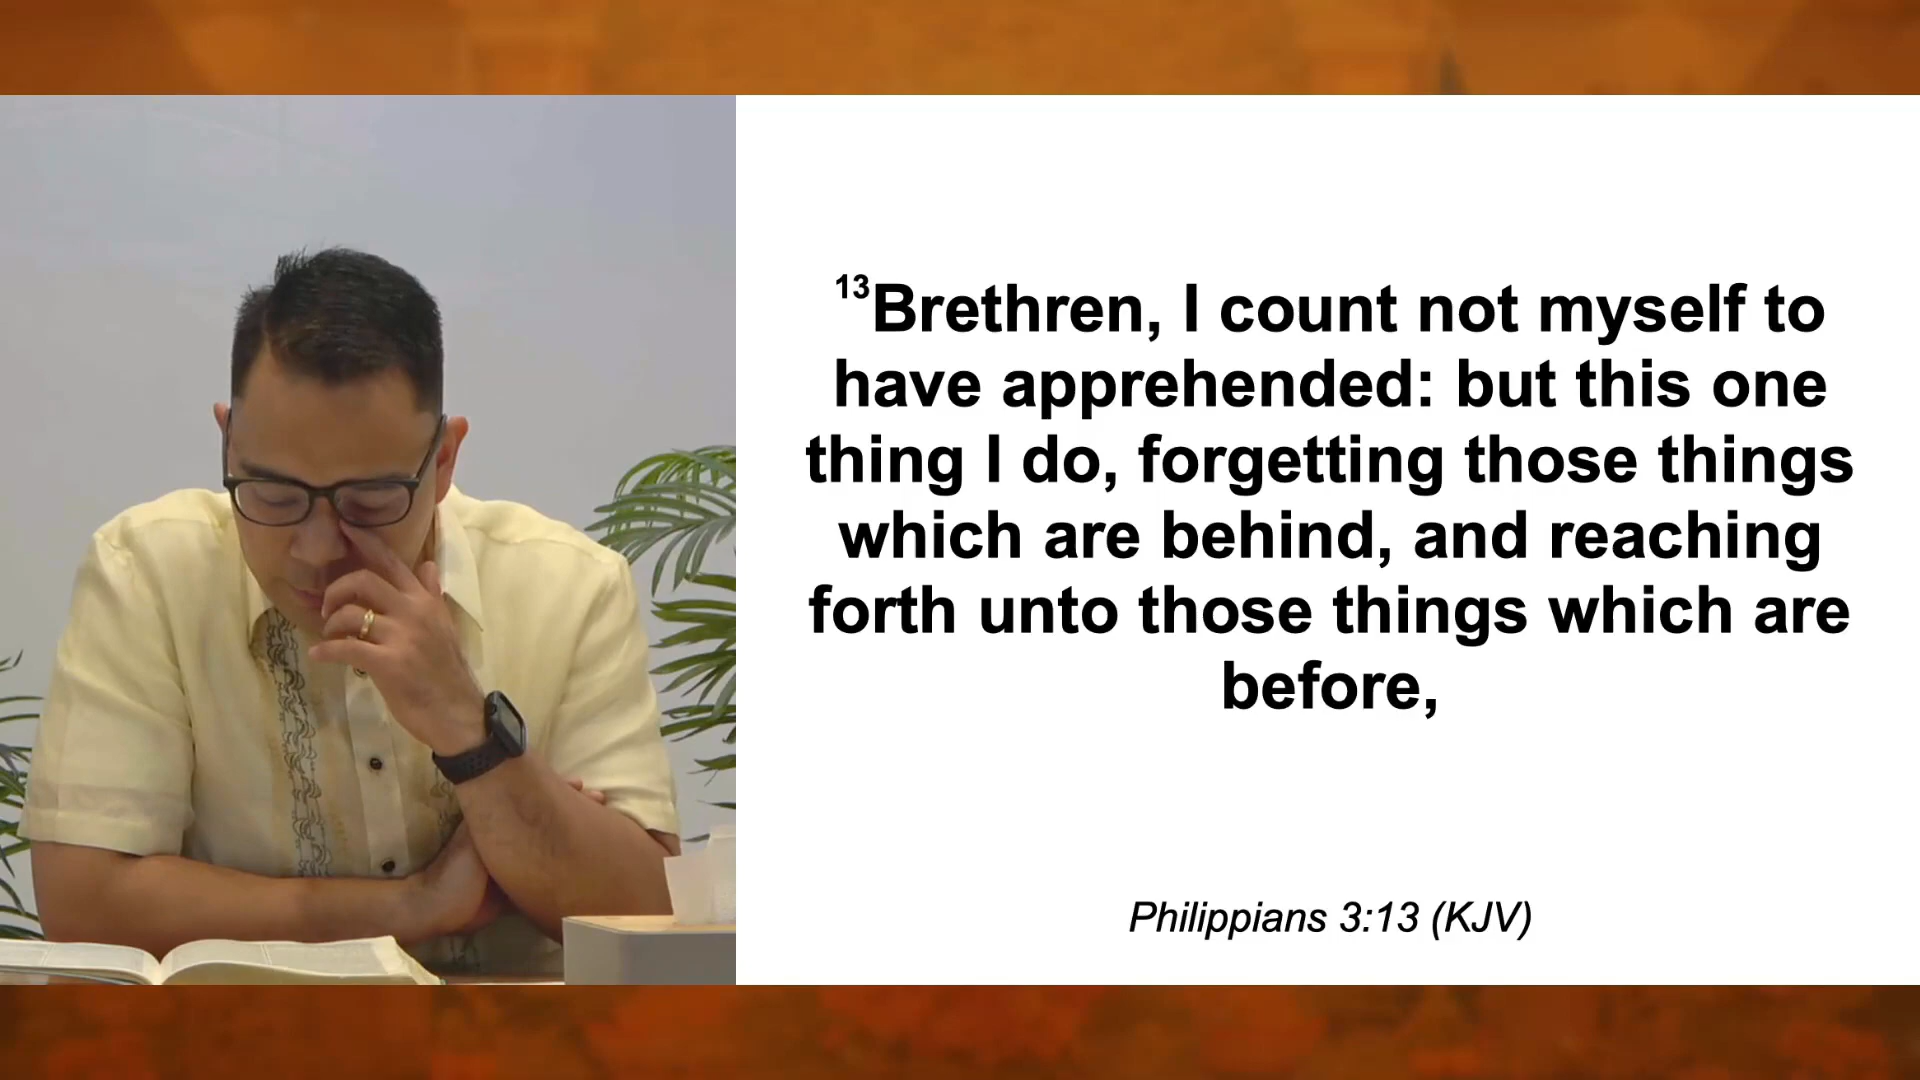 13Brethren, I count not myself to
have apprehended: but this one
thing I do, forgetting those things
which are behind, and reaching
forth unto those things which are
before,
Philippians 3:13 (KJV)